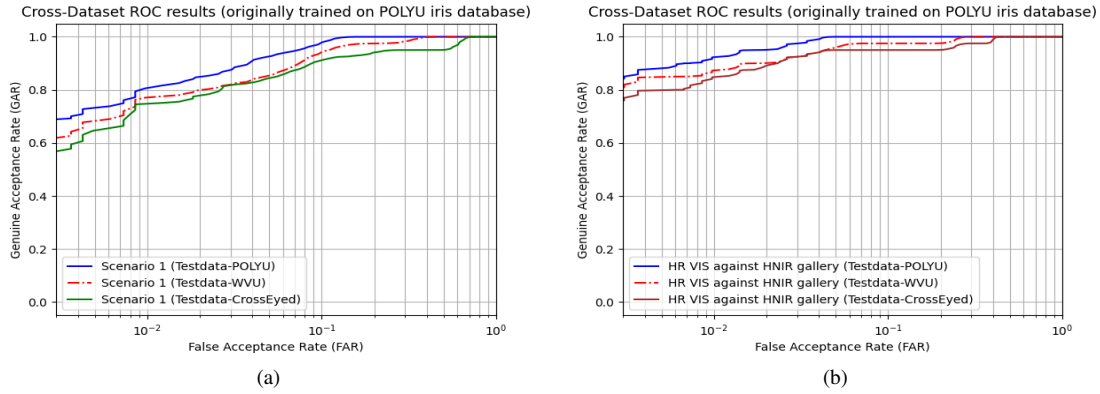 Cross-Dataset ROC results (originally trained on POLYU iris database)
Genuine Acceptance Rate (GAR)
1.0
0.8
0.6
0.4
0.2
0.0
Scenario 1 (Testdata-POLYU)
Scenario 1 (Testdata-WVU)
Scenario 1 (Testdata-CrossEyed)
10⁻² 10⁻¹ 10⁰
False Acceptance Rate (FAR)
(a)
Cross-Dataset ROC results (originally trained on POLYU iris database)
Genuine Acceptance Rate (GAR)
1.0
0.8
0.6
0.4
0.2
0.0
HR VIS against HNIR gallery (Testdata-POLYU)
HR VIS against HNIR gallery (Testdata-WVU)
HR VIS against HNIR gallery (Testdata-CrossEyed)
10⁻² 10⁻¹ 10⁰
False Acceptance Rate (FAR)
(b)